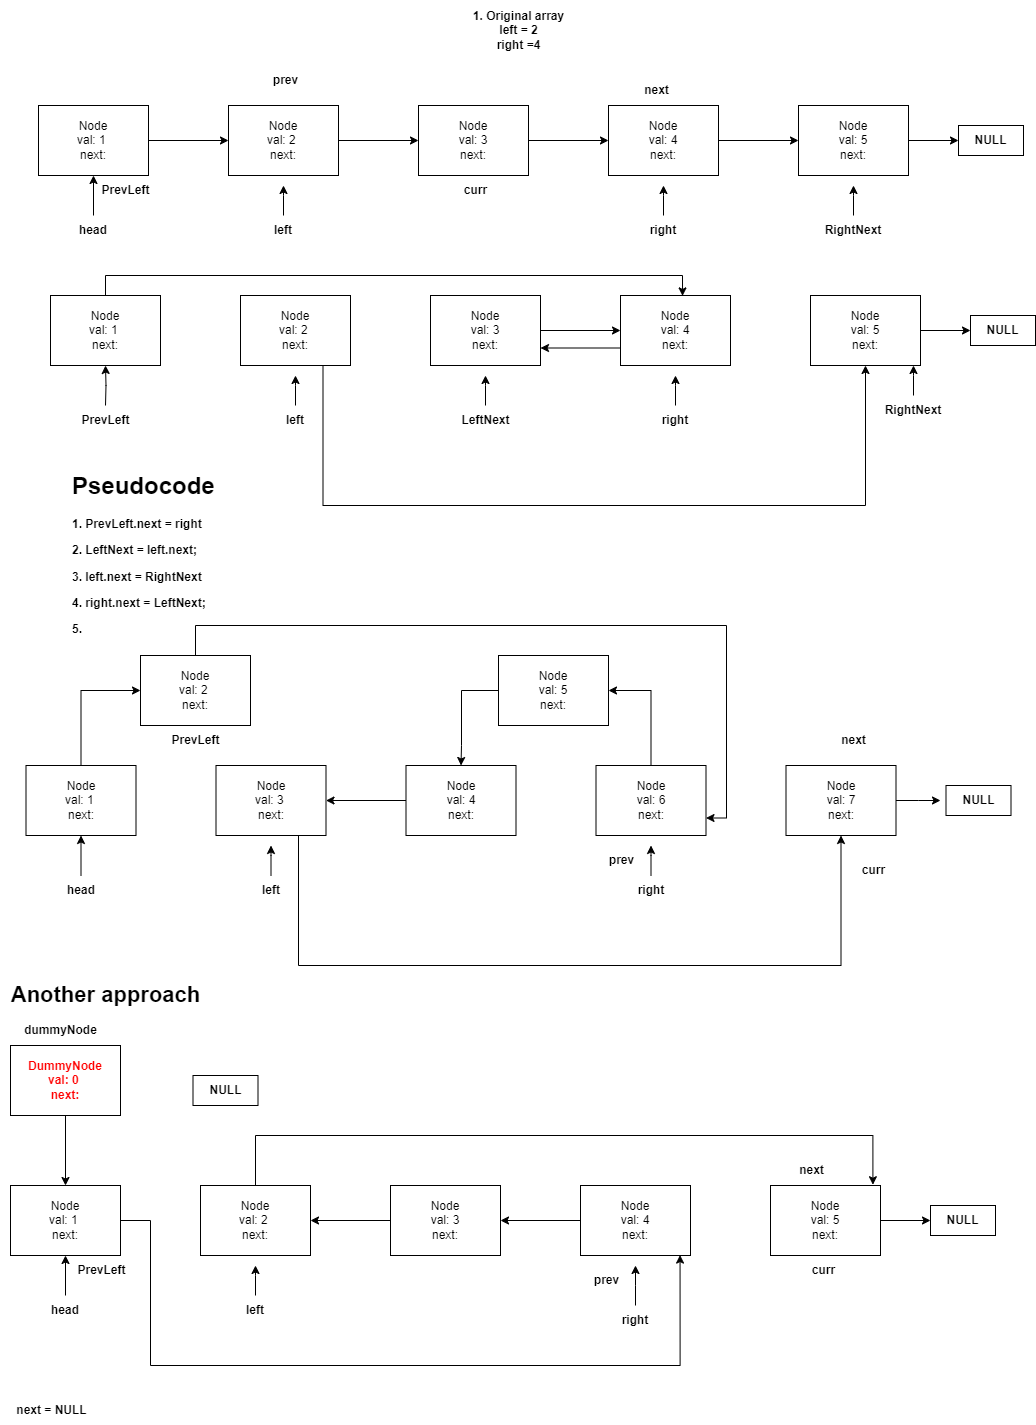 1. Original array
left = 2
right =4
prev
next
Node
val: 1
next:
Node
val: 2
next:
Node
val: 3
next:
Node
val: 4
next:
Node
val: 5
next:
NULL
PrevLeft
curr
head
left
right
RightNext
Node
val: 1
next:
Node
val: 2
next:
Node
val: 3
next:
Node
val: 4
next:
Node
val: 5
next:
NULL
PrevLeft
left
LeftNext
right
RightNext
Pseudocode
1. PrevLeft.next = right
2. LeftNext = left.next;
3. left.next = RightNext
4. right.next = LeftNext;
5.
Node
val: 2
next:
Node
val: 5
next:
PrevLeft
next
Node
val: 1
next:
Node
val: 3
next:
Node
val: 4
next:
Node
val: 6
next:
Node
val: 7
next:
NULL
prev
curr
head
left
right
Another approach
dummyNode
DummyNode
val: 0
next:
NULL
next
Node
val: 1
next:
Node
val: 2
next:
Node
val: 3
next:
Node
val: 4
next:
Node
val: 5
next:
NULL
PrevLeft
prev
curr
head
left
right
next = NULL